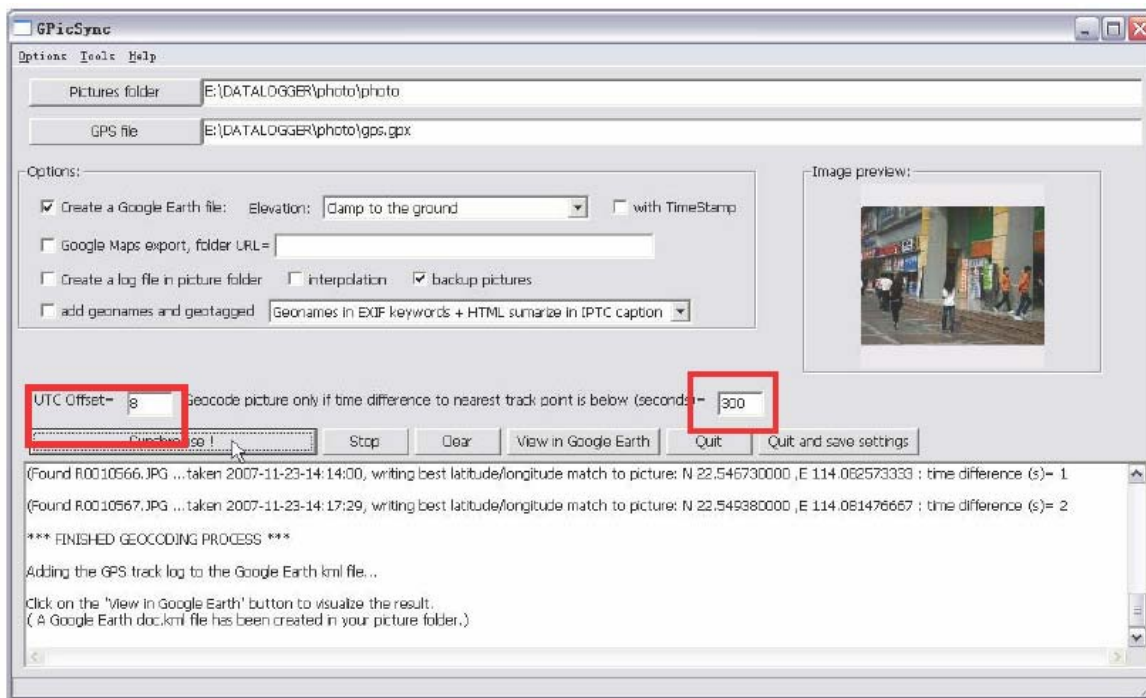 GPicSync
Options Tools Help
Pictures folder E:\DATALOGGER\photo\photo
GPS file E:\DATALOGGER\photo\gps.gpx
Options:
Image preview:
Create a Google Earth file: Elevation: Clamp to the ground with TimeStamp
Google Maps export, folder URL=
Create a log file in picture folder interpolation backup pictures
add geonames and geotagged Geonames in EXIF keywords + HTML sumarize in IPTC caption
UTC Offset= 8 Geocode picture only if time difference to nearest track point is below (seconds)= 300
Synchronise ! Stop Clear View in Google Earth Quit Quit and save settings
(Found R0010566.JPG ...taken 2007-11-23-14:14:00, writing best latitude/longitude match to picture: N 22.546730000 ,E 114.082573333 : time difference (s)= 1
(Found R0010567.JPG ...taken 2007-11-23-14:17:29, writing best latitude/longitude match to picture: N 22.549380000 ,E 114.081476667 : time difference (s)= 2
*** FINISHED GEOCODING PROCESS ***
Adding the GPS track log to the Google Earth kml file...
Click on the 'View in Google Earth' button to visualize the result.
( A Google Earth doc.kml file has been created in your picture folder.)